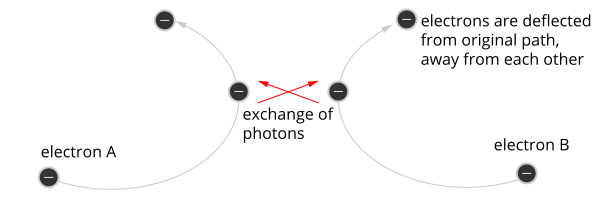 electrons are deflected
from original path,
away from each other
exchange of
photons
electron A
electron B